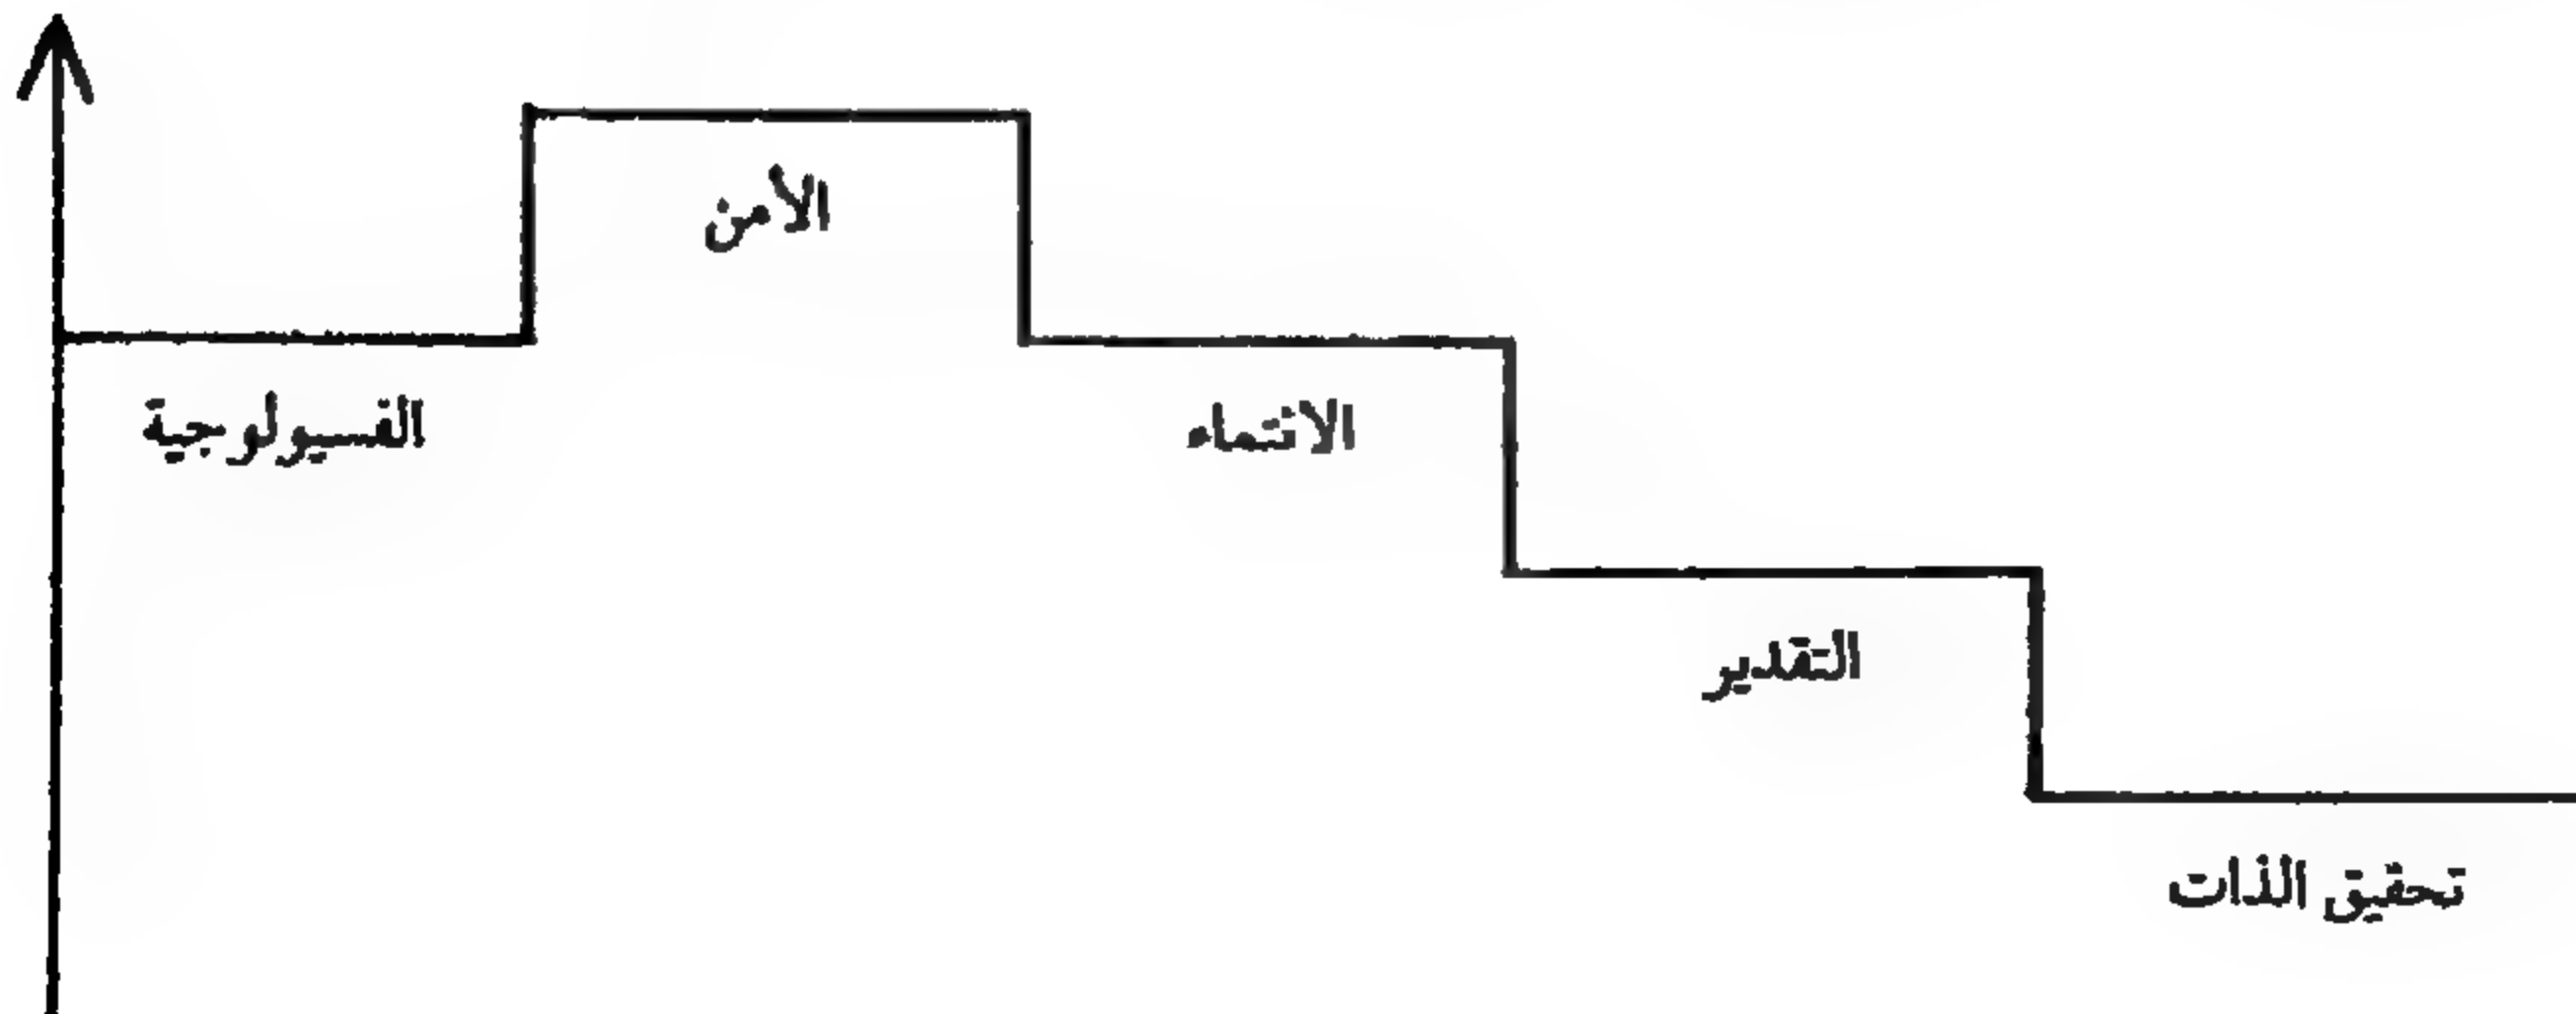 الأمن
الفسيولوجية
الانتماء
التقدير
تحقيق الذات